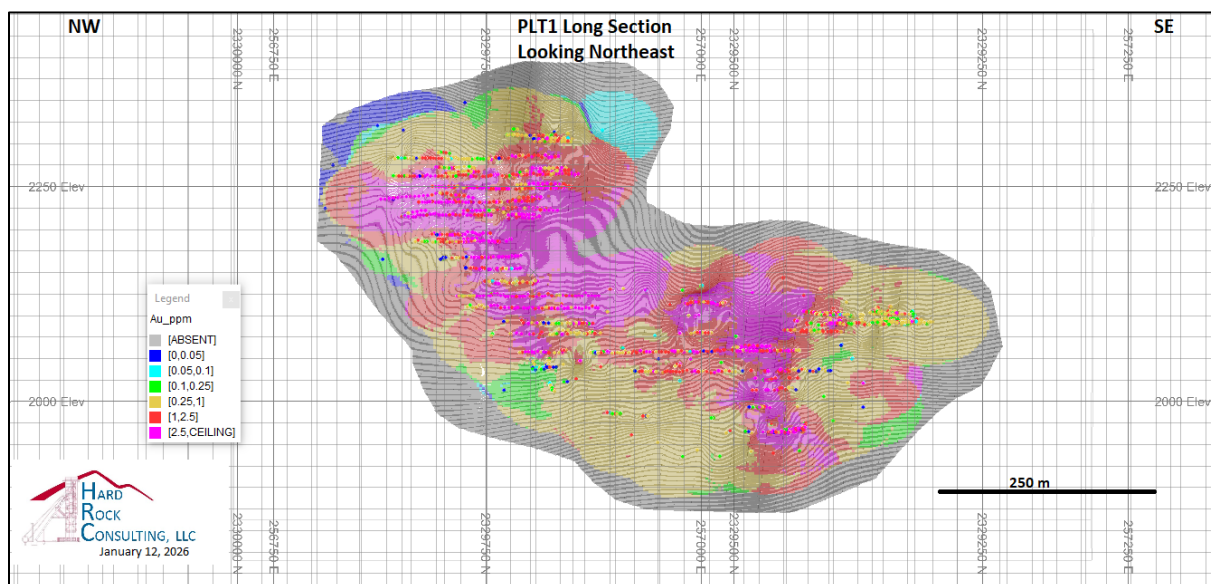 NW
PLT1 Long Section
Looking Northeast
SE
2330000 N
256750 E
2329750 N
257000 E
2329500 N
2329250 N
257250 E
2250 Elev
2250 Elev
Legend
x
Au_ppm
[ABSENT]
[0,0.05]
[0.05,0.1]
[0.1,0.25]
[0.25,1]
[1,2.5]
[2.5,CEILING]
2000 Elev
2000 Elev
250 m
HARD
ROCK
CONSULTING, LLC
January 12, 2026
2330000 N
256750 E
2329750 N
257000 E
2329500 N
2329250 N
257250 E